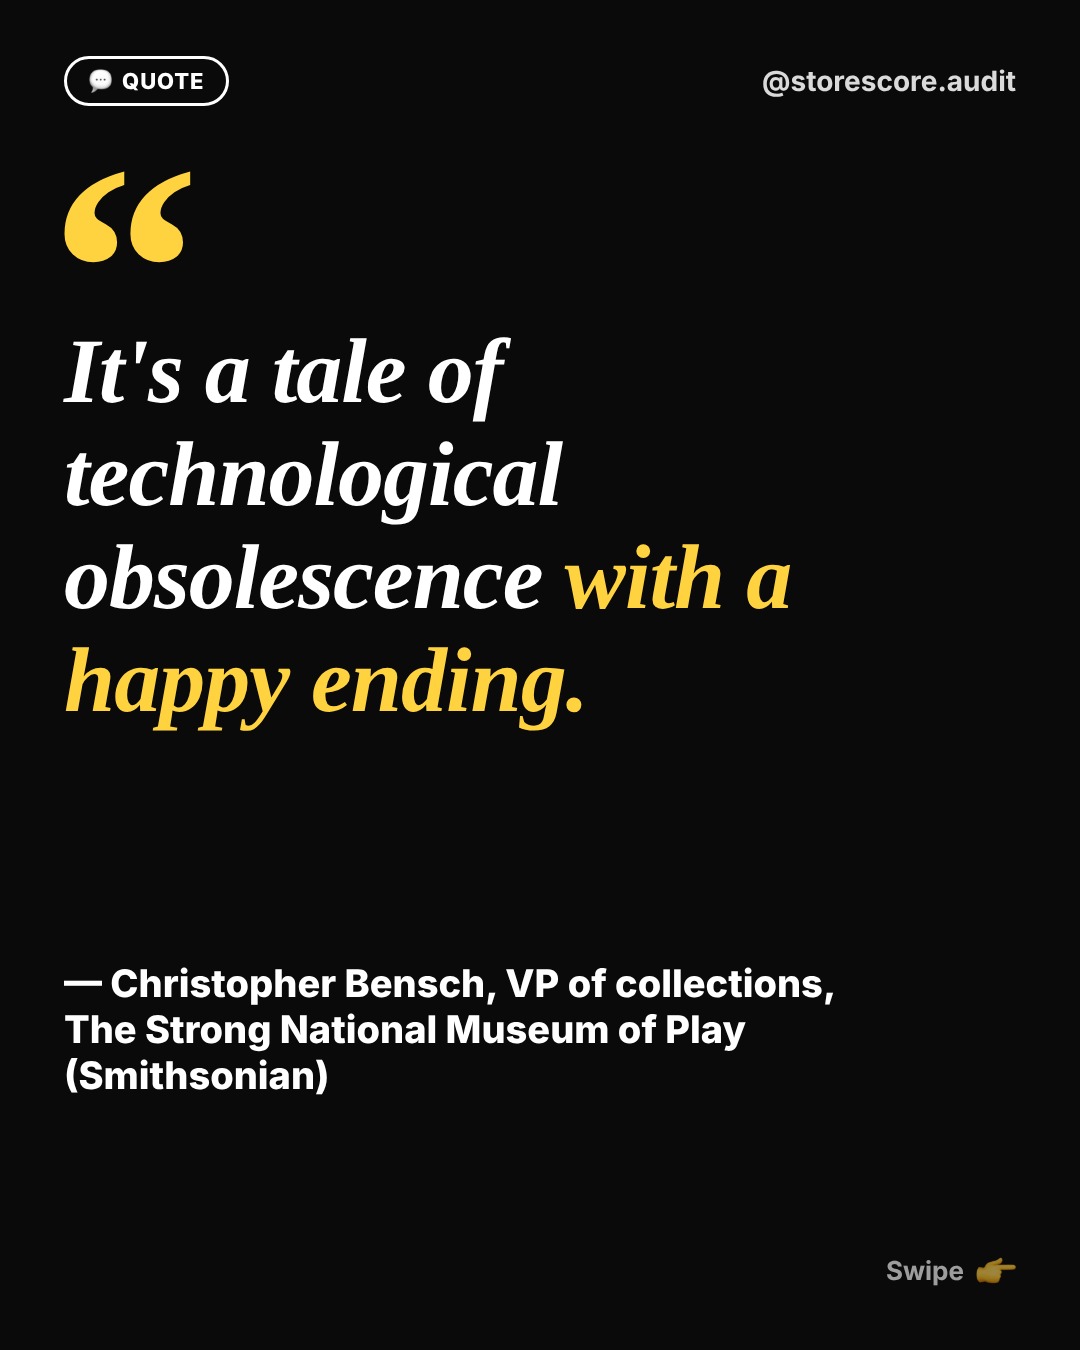 💬 QUOTE
@storescore.audit
“
It's a tale of
technological
obsolescence with a
happy ending.
— Christopher Bensch, VP of collections,
The Strong National Museum of Play
(Smithsonian)
Swipe 👉